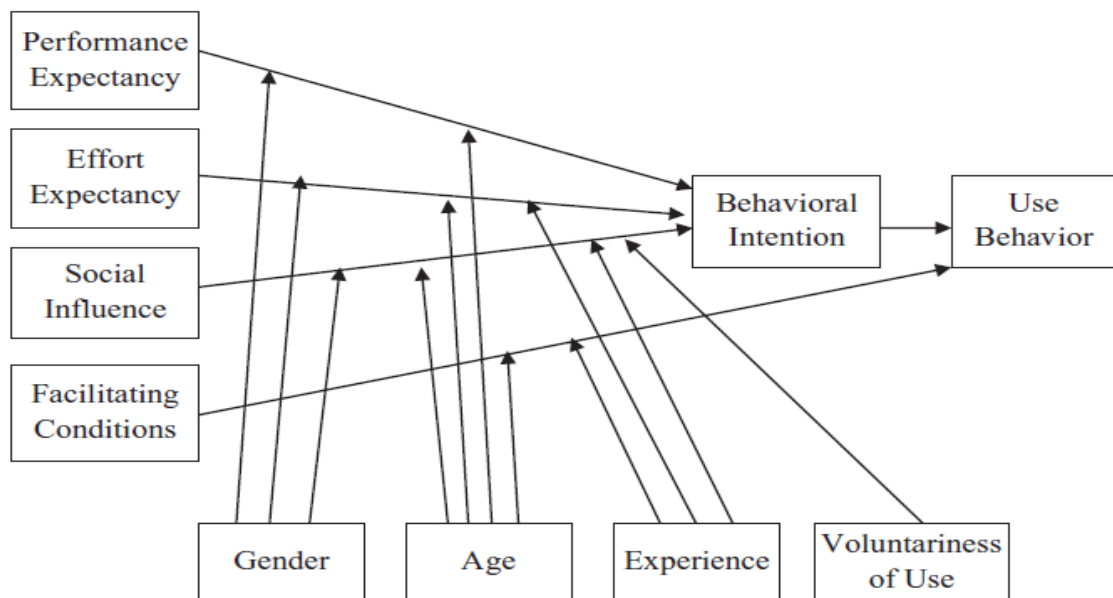 Performance
Expectancy
Effort
Expectancy
Social
Influence
Facilitating
Conditions
Behavioral
Intention
Use
Behavior
Gender
Age
Experience
Voluntariness
of Use